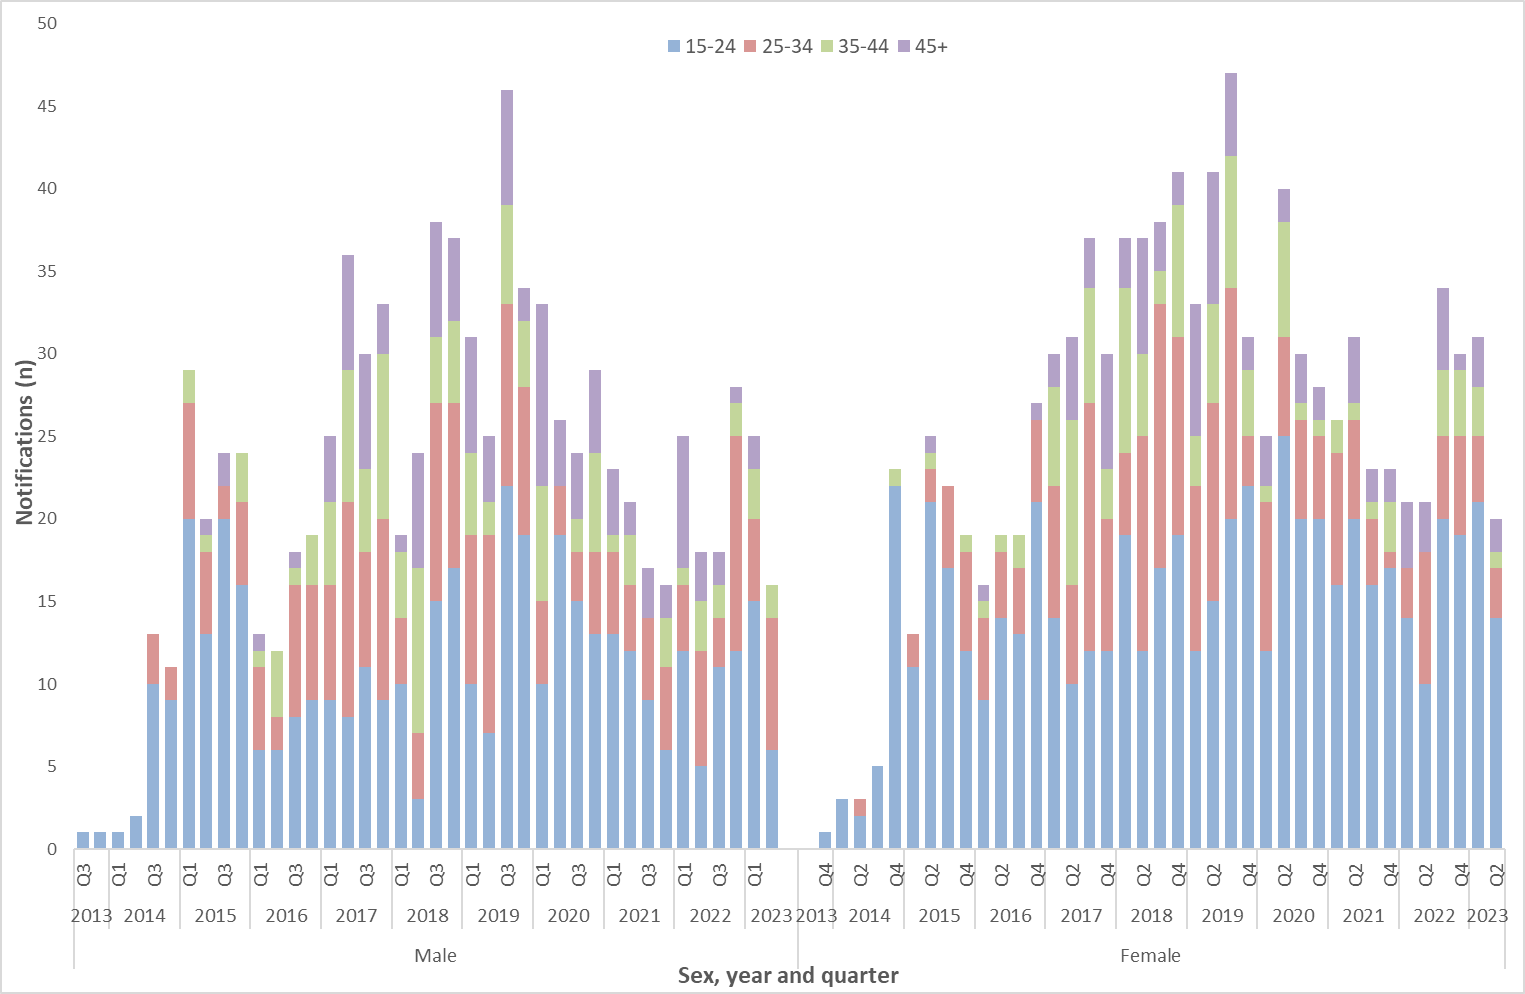 50
15-24 25-34 35-44 45+
45
40
35
30
25
20
15
10
5
0
Notifications (n)
Q3 Q1 Q3 Q1 Q3 Q1 Q3 Q1 Q3 Q1 Q3 Q1 Q3 Q1 Q3 Q1 Q3 Q1 Q3 Q1 Q4 Q2 Q4 Q2 Q4 Q2 Q4 Q2 Q4 Q2 Q4 Q2 Q4 Q2 Q4 Q2 Q4 Q2 Q4 Q2
2013 2014 2015 2016 2017 2018 2019 2020 2021 2022 2023 2013 2014 2015 2016 2017 2018 2019 2020 2021 2022 2023
Male Female
Sex, year and quarter